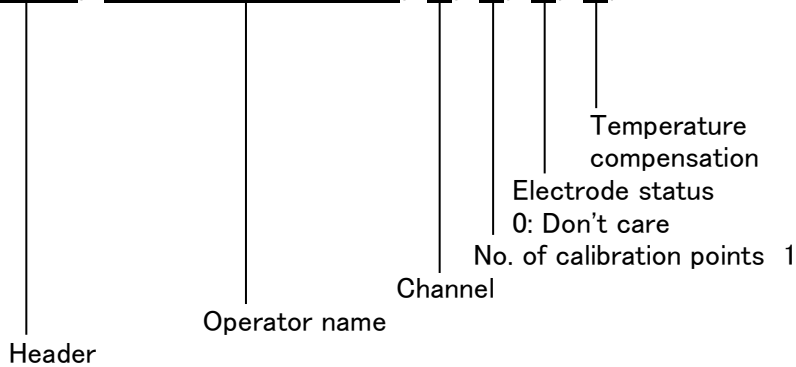 Temperature
compensation
Electrode status
0: Don't care
No. of calibration points 1
Channel
Operator name
Header